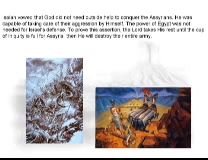 Isaiah vowed that God did not need outside help to conquer the Assyrians. He was
capable of taking care of their aggression by Himself. The power of Egypt was not
needed for Israel's defense. To prove this assertion, the Lord takes His rest until the cup
of iniquity is full for Assyria, then He will destroy their entire army.